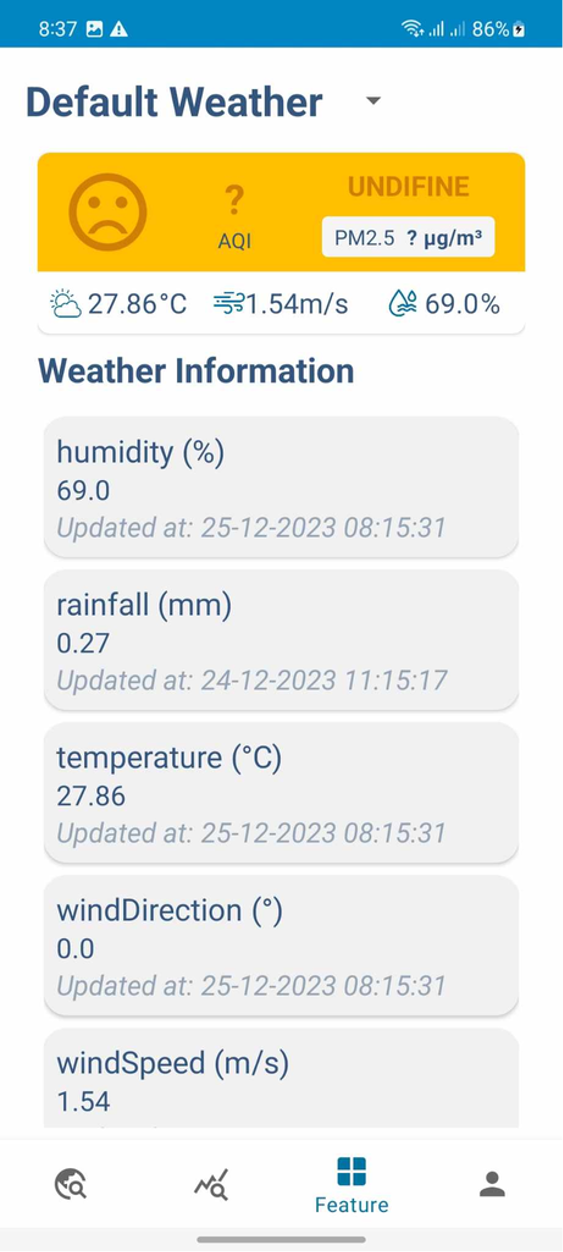 8:37 86%
Default Weather
? UNDIFINE
AQI PM2.5 ? µg/m³
27.86°C 1.54m/s 69.0%
Weather Information
humidity (%)
69.0
Updated at: 25-12-2023 08:15:31
rainfall (mm)
0.27
Updated at: 24-12-2023 11:15:17
temperature (°C)
27.86
Updated at: 25-12-2023 08:15:31
windDirection (°)
0.0
Updated at: 25-12-2023 08:15:31
windSpeed (m/s)
1.54
Feature